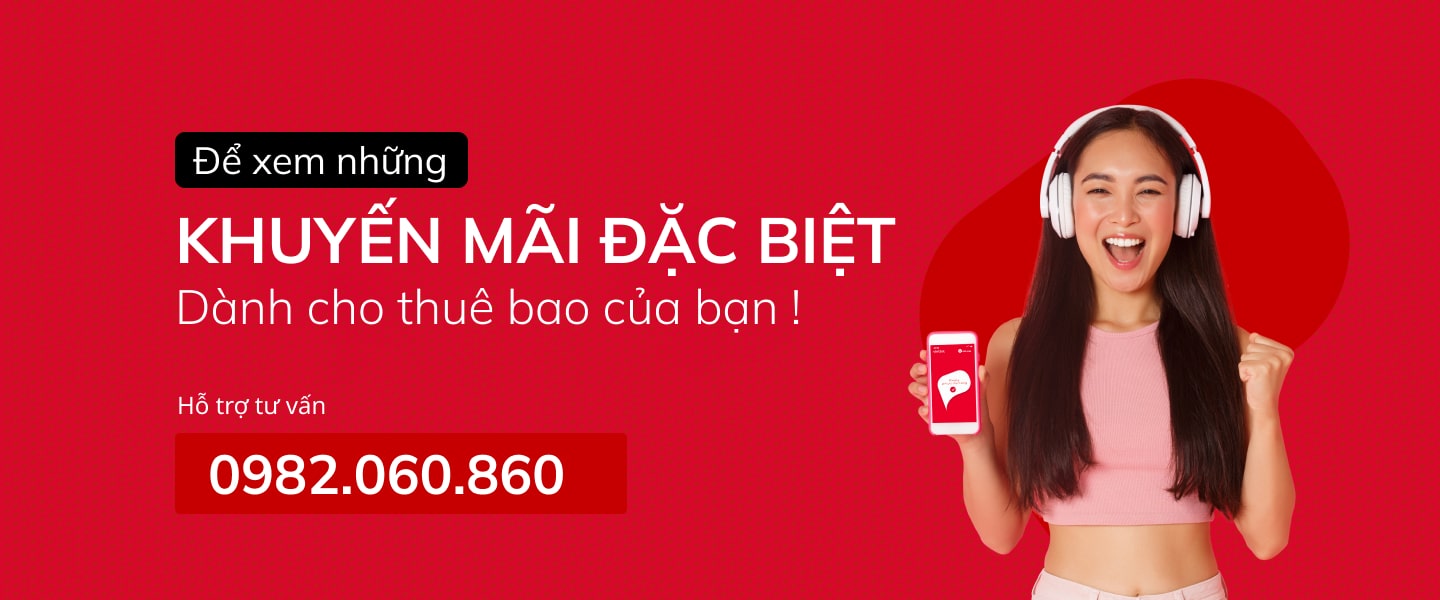 Để xem những
KHUYẾN MÃI ĐẶC BIỆT
Dành cho thuê bao của bạn !
Hỗ trợ tư vấn
0982.060.860